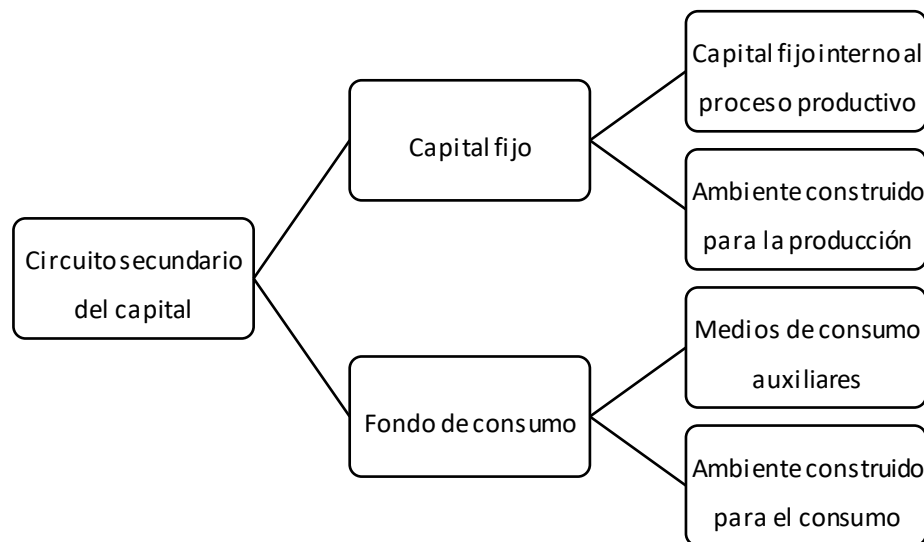 Capital fijo interno al
proceso productivo
Capital fijo
Ambiente construido
para la producción
Circuito secundario
del capital
Medios de consumo
auxiliares
Fondo de consumo
Ambiente construido
para el consumo